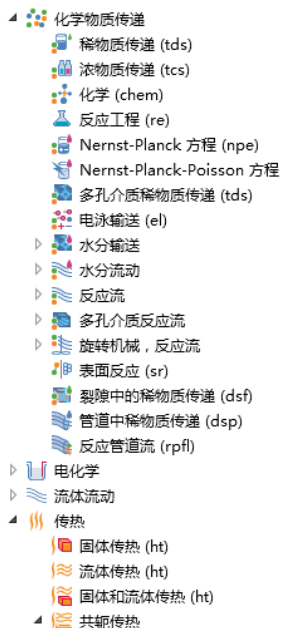 化学物质传递
稀物质传递 (tds)
浓物质传递 (tcs)
化学 (chem)
反应工程 (re)
Nernst-Planck 方程 (npe)
Nernst-Planck-Poisson 方程
多孔介质稀物质传递 (tds)
电泳输送 (el)
水分输送
水分流动
反应流
多孔介质反应流
旋转机械，反应流
表面反应 (sr)
裂隙中的稀物质传递 (dsf)
管道中稀物质传递 (dsp)
反应管道流 (rpfl)
电化学
流体流动
传热
固体传热 (ht)
流体传热 (ht)
固体和流体传热 (ht)
共轭传热